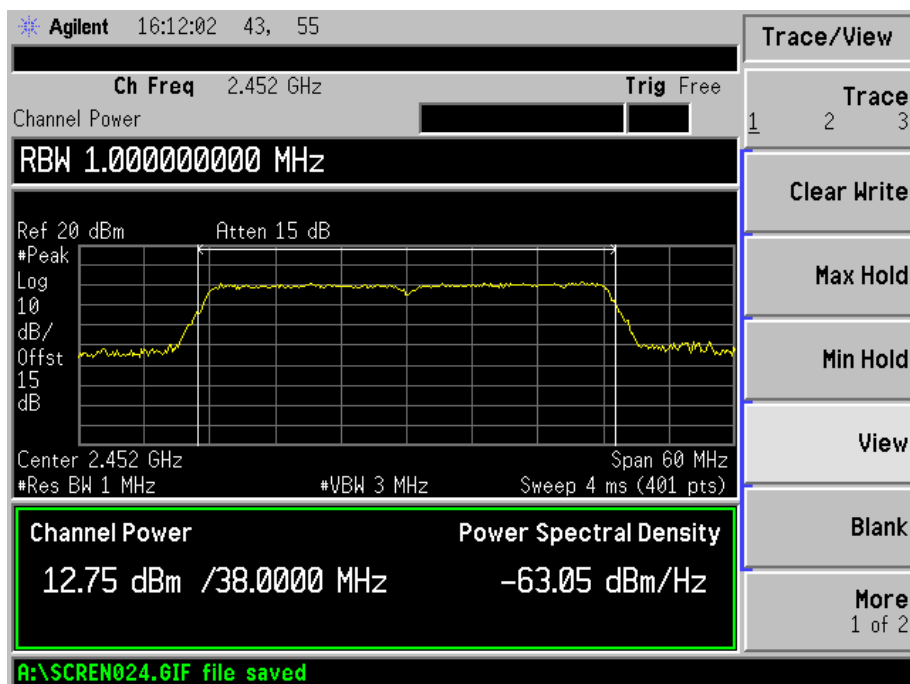 Agilent 16:12:02 43, 55
Trace/View
Ch Freq 2.452 GHz Trig Free
Channel Power
Trace
1 2 3
RBW 1.000000000 MHz
Clear Write
Ref 20 dBm Atten 15 dB
#Peak
Log
10
dB/
Offst
15
dB
Max Hold
Min Hold
Center 2.452 GHz Span 60 MHz
#Res BW 1 MHz #VBW 3 MHz Sweep 4 ms (401 pts)
View
Channel Power Power Spectral Density
12.75 dBm /38.0000 MHz -63.05 dBm/Hz
Blank
More
1 of 2
A:\SCREN024.GIF file saved